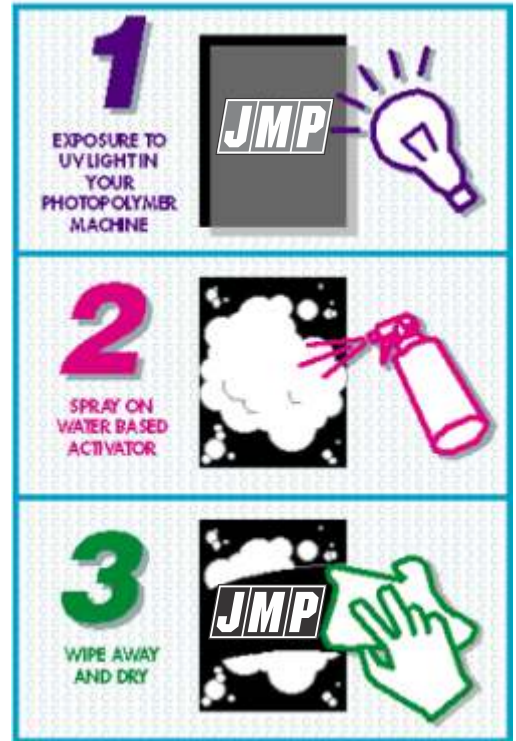 1
EXPOSURE TO
UV LIGHT IN
YOUR
PHOTOPOLYMER
MACHINE
JMP
2
SPRAY ON
WATER BASED
ACTIVATOR
3
WIPE AWAY
AND DRY
JMP